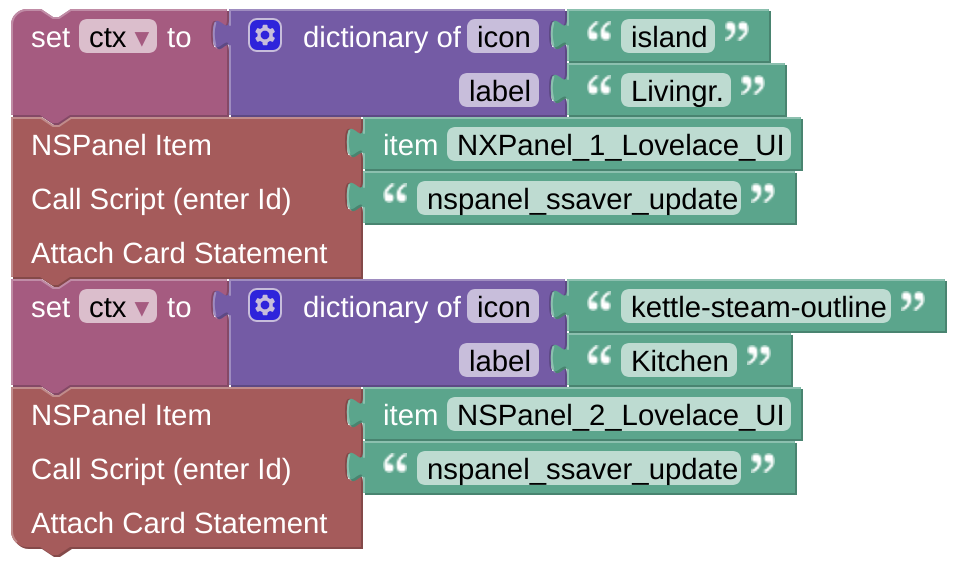 set ctx ▾ to dictionary of icon “ island ”
label “ Livingr. ”
NSPanel Item item NXPanel_1_Lovelace_UI
Call Script (enter Id) “ nspanel_ssaver_update ”
Attach Card Statement
set ctx ▾ to dictionary of icon “ kettle-steam-outline ”
label “ Kitchen ”
NSPanel Item item NSPanel_2_Lovelace_UI
Call Script (enter Id) “ nspanel_ssaver_update ”
Attach Card Statement